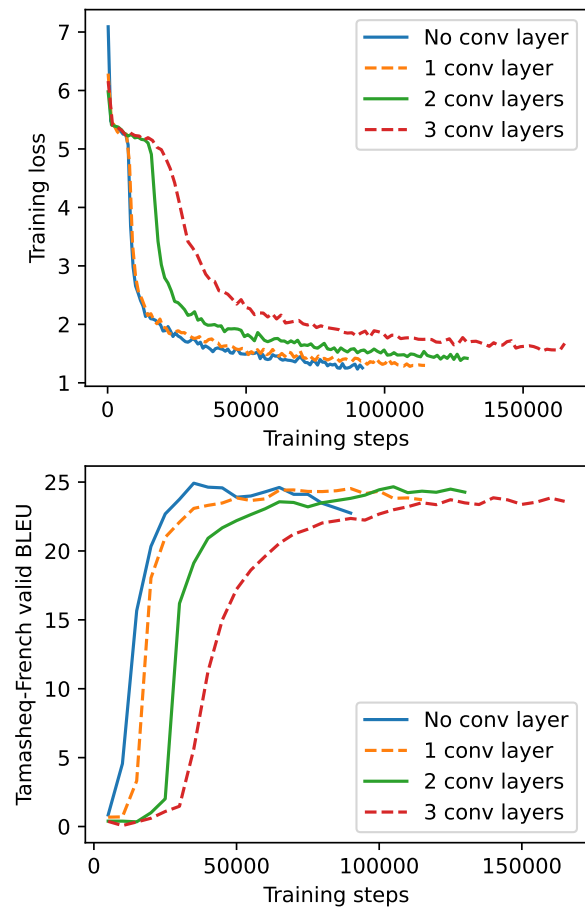 7
6
5
4
3
2
1
Training loss
No conv layer
1 conv layer
2 conv layers
3 conv layers
0 50000 100000 150000
Training steps
25
20
15
10
5
0
Tamasheq-French valid BLEU
No conv layer
1 conv layer
2 conv layers
3 conv layers
0 50000 100000 150000
Training steps